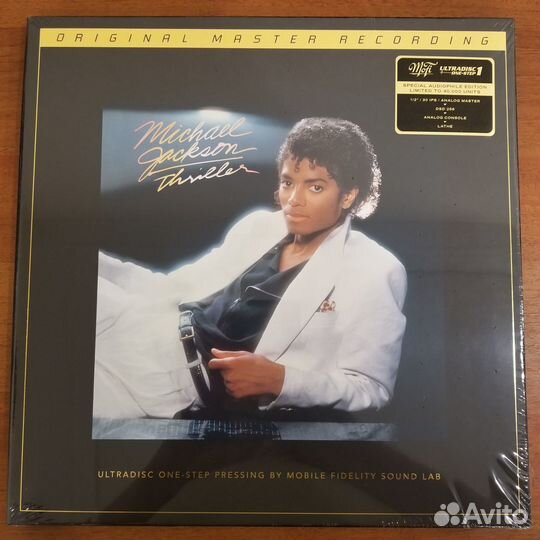 ORIGINAL MASTER RECORDING
MoFi ULTRADISC ONE-STEP 1
SPECIAL AUDIOPHILE EDITION
LIMITED TO 40,000 UNITS
1/2" / 30 IPS / ANALOG MASTER
DSD 256
ANALOG CONSOLE
LATHE
Michael
Jackson
Thriller
ULTRADISC ONE-STEP PRESSING BY MOBILE FIDELITY SOUND LAB
Avito